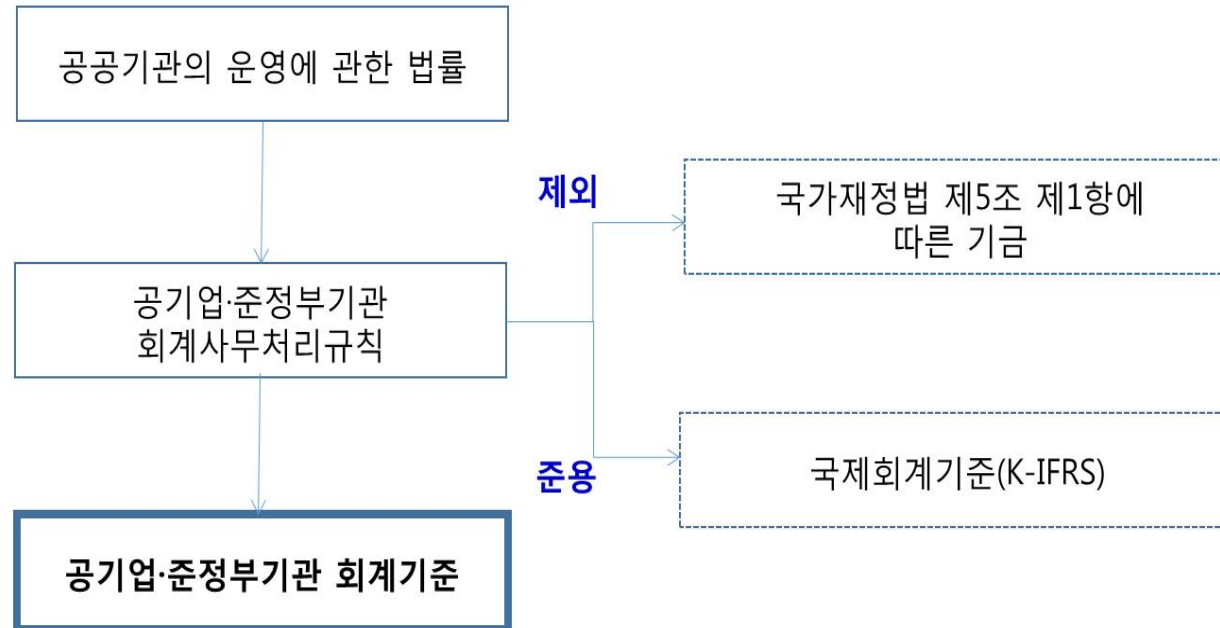 공공기관의 운영에 관한 법률
제외
국가재정법 제5조 제1항에
따른 기금
공기업·준정부기관
회계사무처리규칙
준용
국제회계기준(K-IFRS)
공기업·준정부기관 회계기준